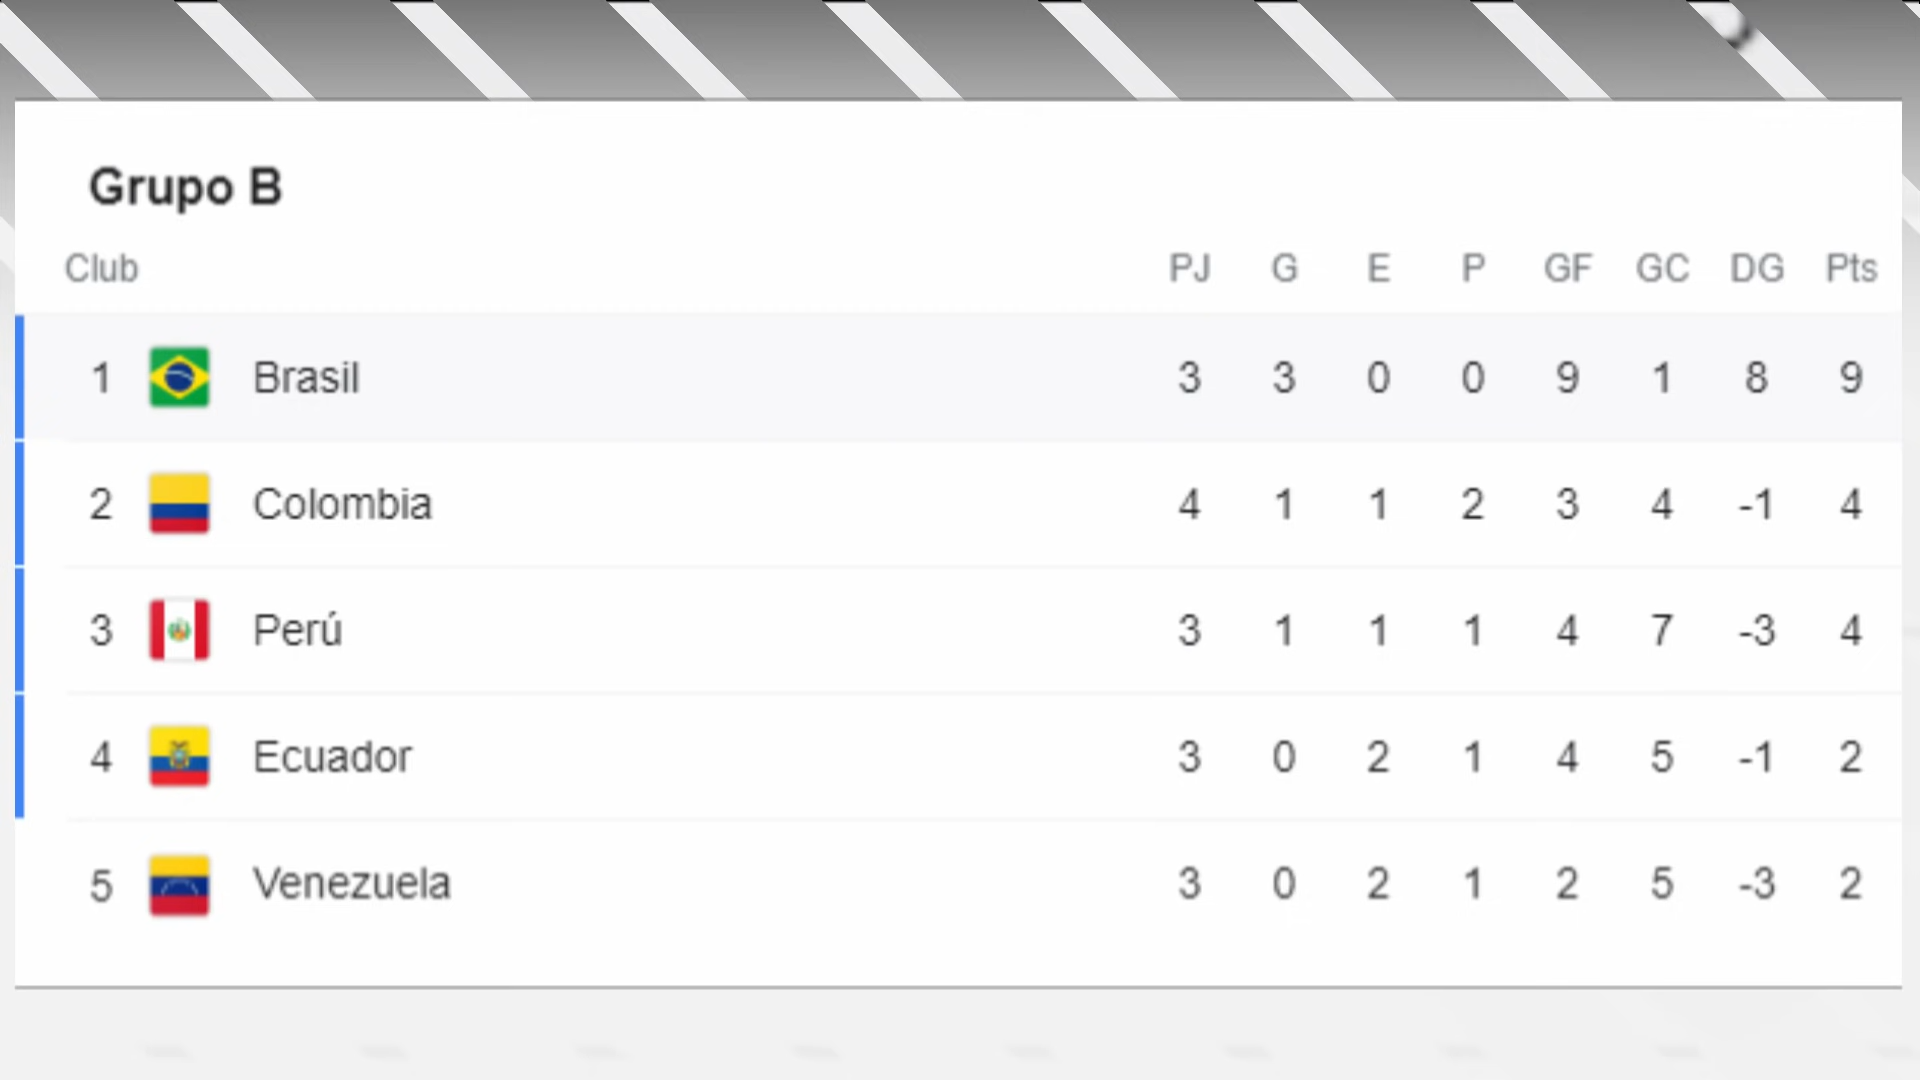 Grupo B
Club PJ G E P GF GC DG Pts
1 Brasil 3 3 0 0 9 1 8 9
2 Colombia 4 1 1 2 3 4 -1 4
3 Perú 3 1 1 1 4 7 -3 4
4 Ecuador 3 0 2 1 4 5 -1 2
5 Venezuela 3 0 2 1 2 5 -3 2